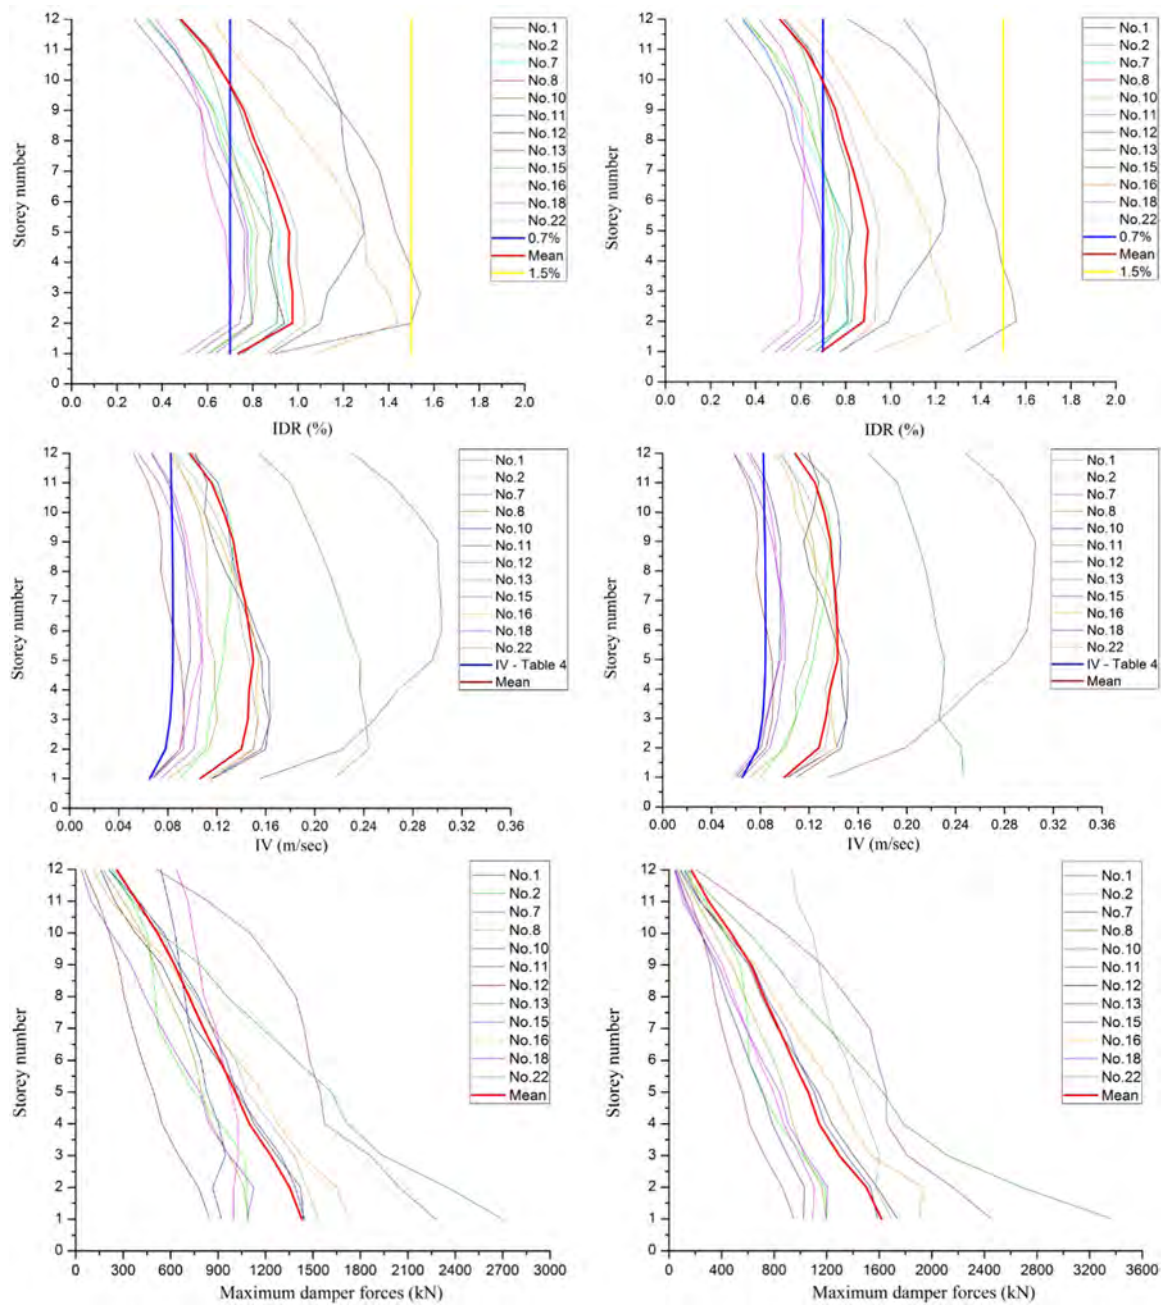 Storey number
12
11
10
9
8
7
6
5
4
3
2
1
0
0.0 0.2 0.4 0.6 0.8 1.0 1.2 1.4 1.6 1.8 2.0
IDR (%)
No.1
No.2
No.7
No.8
No.10
No.11
No.12
No.13
No.15
No.16
No.18
No.22
0.7%
Mean
1.5%
Storey number
12
11
10
9
8
7
6
5
4
3
2
1
0
0.0 0.2 0.4 0.6 0.8 1.0 1.2 1.4 1.6 1.8 2.0
IDR (%)
No.1
No.2
No.7
No.8
No.10
No.11
No.12
No.13
No.15
No.16
No.18
No.22
0.7%
Mean
1.5%
Storey number
12
11
10
9
8
7
6
5
4
3
2
1
0
0.00 0.04 0.08 0.12 0.16 0.20 0.24 0.28 0.32 0.36
IV (m/sec)
No.1
No.2
No.7
No.8
No.10
No.11
No.12
No.13
No.15
No.16
No.18
No.22
IV - Table 4
Mean
Storey number
12
11
10
9
8
7
6
5
4
3
2
1
0
0.00 0.04 0.08 0.12 0.16 0.20 0.24 0.28 0.32 0.36
IV (m/sec)
No.1
No.2
No.7
No.8
No.10
No.11
No.12
No.13
No.15
No.16
No.18
No.22
IV - Table 4
Mean
Storey number
12
11
10
9
8
7
6
5
4
3
2
1
0
0 300 600 900 1200 1500 1800 2100 2400 2700 3000
Maximum damper forces (kN)
No.1
No.2
No.7
No.8
No.10
No.11
No.12
No.13
No.15
No.16
No.18
No.22
Mean
Storey number
12
11
10
9
8
7
6
5
4
3
2
1
0
0 400 800 1200 1600 2000 2400 2800 3200 3600
Maximum damper forces (kN)
No.1
No.2
No.7
No.8
No.10
No.11
No.12
No.13
No.15
No.16
No.18
No.22
Mean